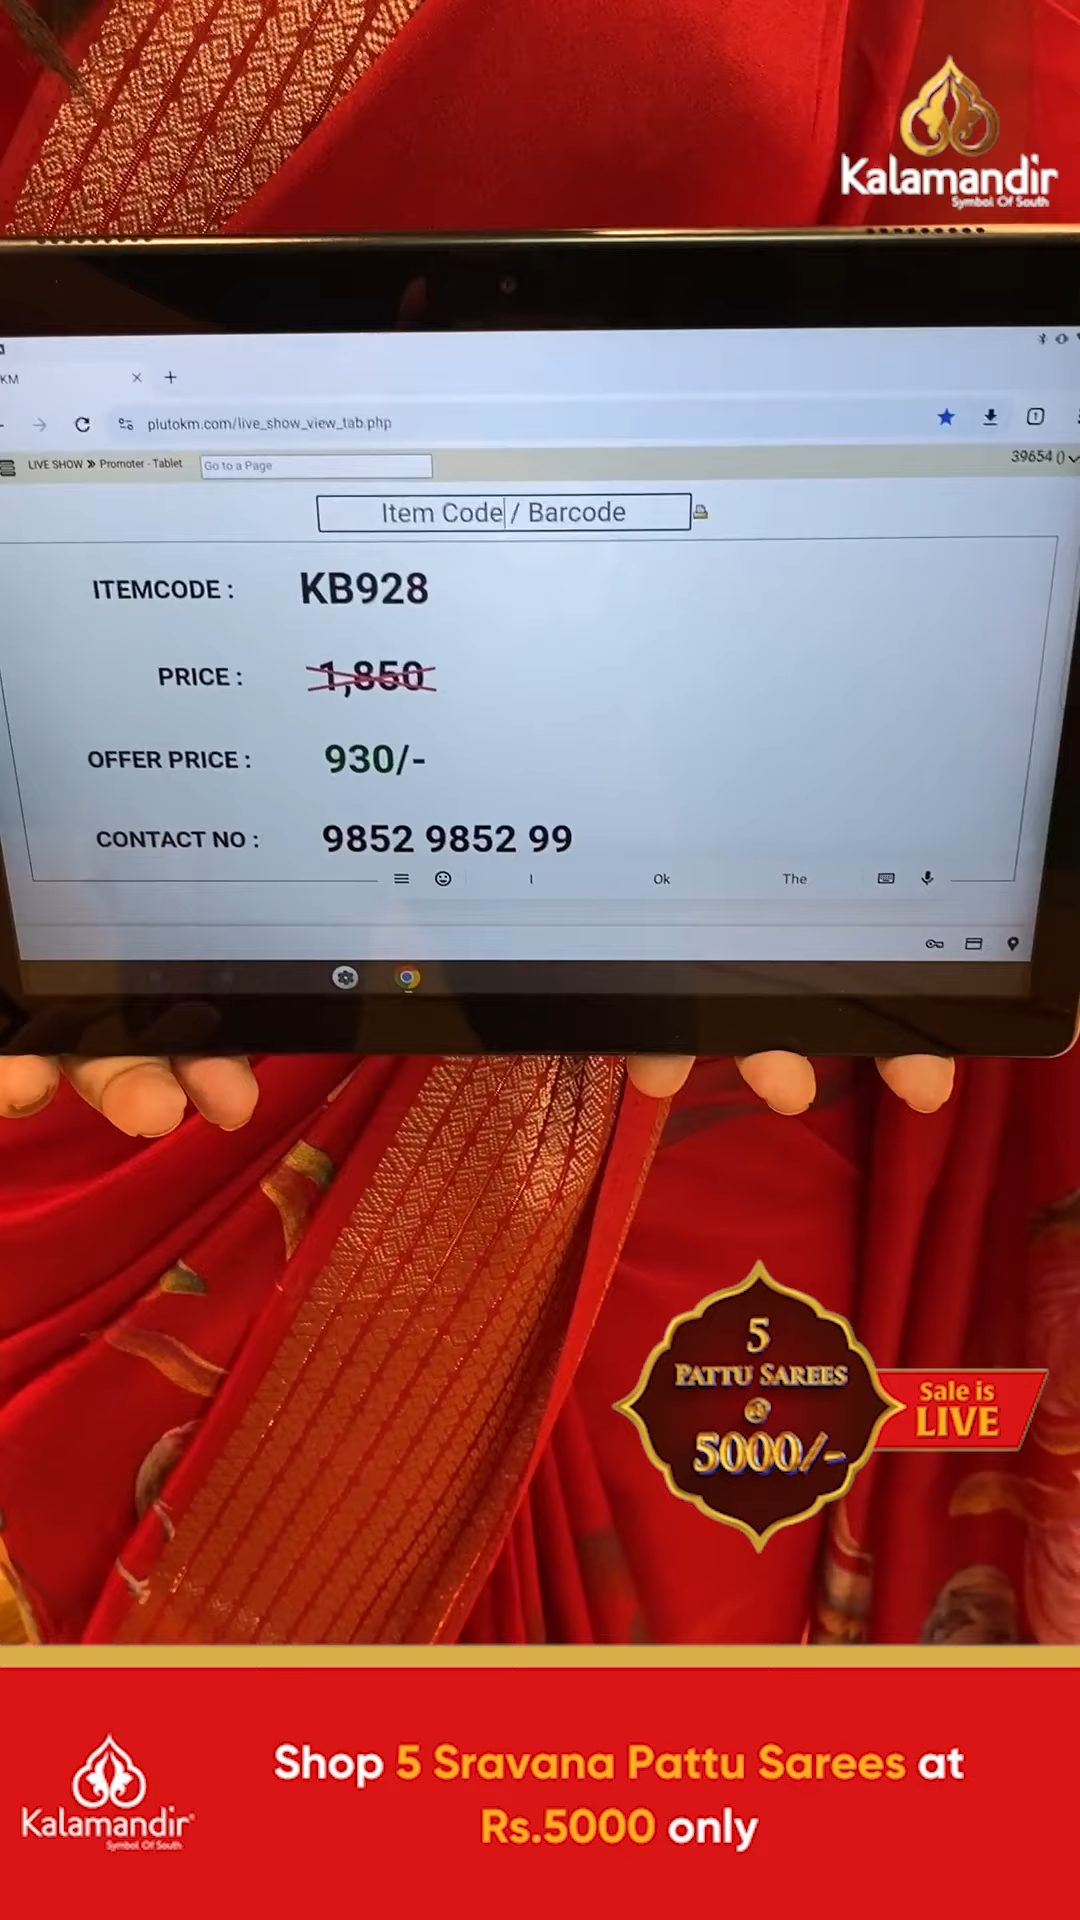 Kalamandir
Symbol Of South
KM
plutokm.com/live_show_view_tab.php
LIVE SHOW » Promoter - Tablet
Go to a Page
39654 ()
Item Code / Barcode
ITEMCODE : KB928
PRICE : 1,850
OFFER PRICE : 930/-
CONTACT NO : 9852 9852 99
I Ok The
5
PATTU SAREES
@
5000/-
Sale is
LIVE
Kalamandir
Symbol Of South
Shop 5 Sravana Pattu Sarees at
Rs.5000 only